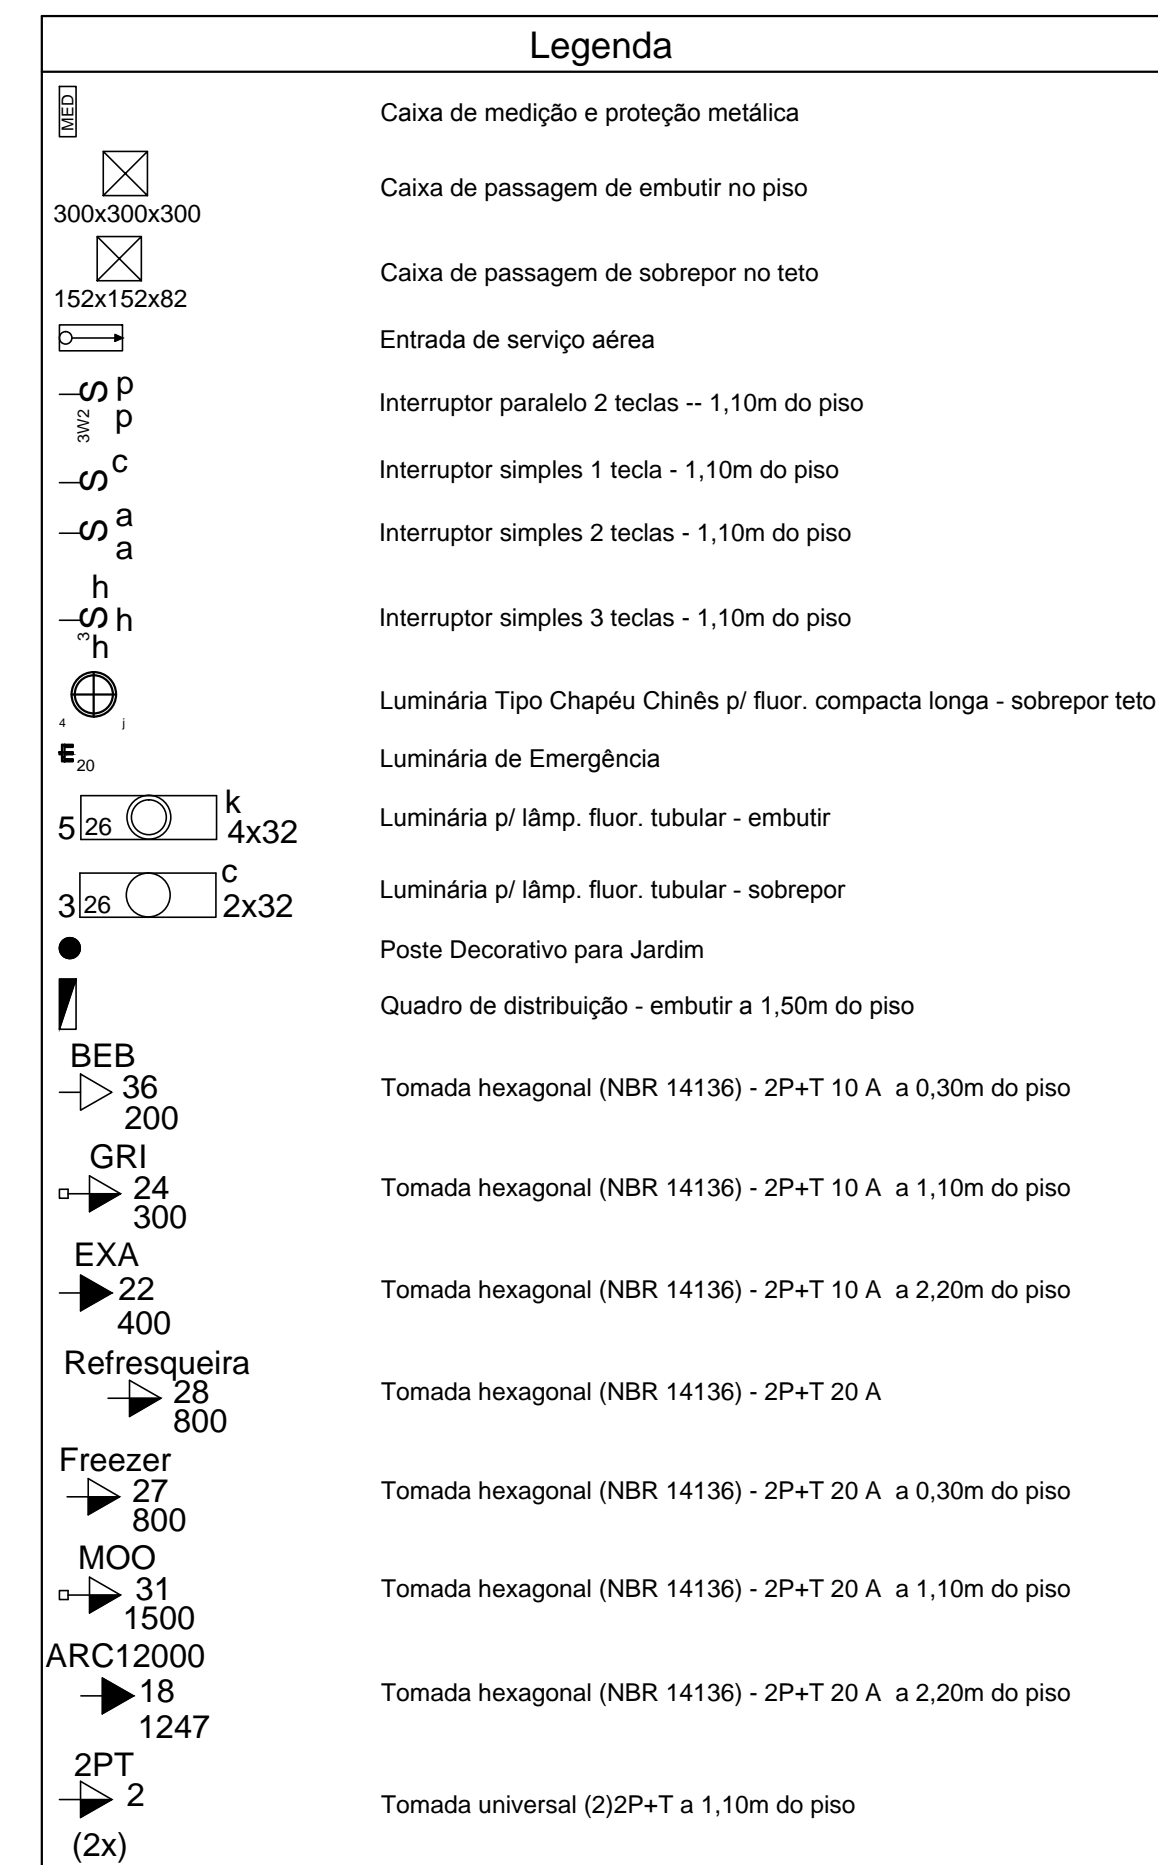 Legenda
MED
Caixa de medição e proteção metálica
Caixa de passagem de embutir no piso
300x300x300
Caixa de passagem de sobrepor no teto
152x152x82
Entrada de serviço aérea
S p
3W2 p
Interruptor paralelo 2 teclas -- 1,10m do piso
S c
Interruptor simples 1 tecla - 1,10m do piso
S a
a
Interruptor simples 2 teclas - 1,10m do piso
h
S h
3 h
Interruptor simples 3 teclas - 1,10m do piso
4 j
Luminária Tipo Chapéu Chinês p/ fluor. compacta longa - sobrepor teto
E 20
Luminária de Emergência
k
5 26 4x32
Luminária p/ lâmp. fluor. tubular - embutir
c
3 26 2x32
Luminária p/ lâmp. fluor. tubular - sobrepor
Poste Decorativo para Jardim
Quadro de distribuição - embutir a 1,50m do piso
BEB
36
200
Tomada hexagonal (NBR 14136) - 2P+T 10 A a 0,30m do piso
GRI
24
300
Tomada hexagonal (NBR 14136) - 2P+T 10 A a 1,10m do piso
EXA
22
400
Tomada hexagonal (NBR 14136) - 2P+T 10 A a 2,20m do piso
Refresqueira
28
800
Tomada hexagonal (NBR 14136) - 2P+T 20 A
Freezer
27
800
Tomada hexagonal (NBR 14136) - 2P+T 20 A a 0,30m do piso
MOO
31
1500
Tomada hexagonal (NBR 14136) - 2P+T 20 A a 1,10m do piso
ARC12000
18
1247
Tomada hexagonal (NBR 14136) - 2P+T 20 A a 2,20m do piso
2PT
2
(2x)
Tomada universal (2)2P+T a 1,10m do piso